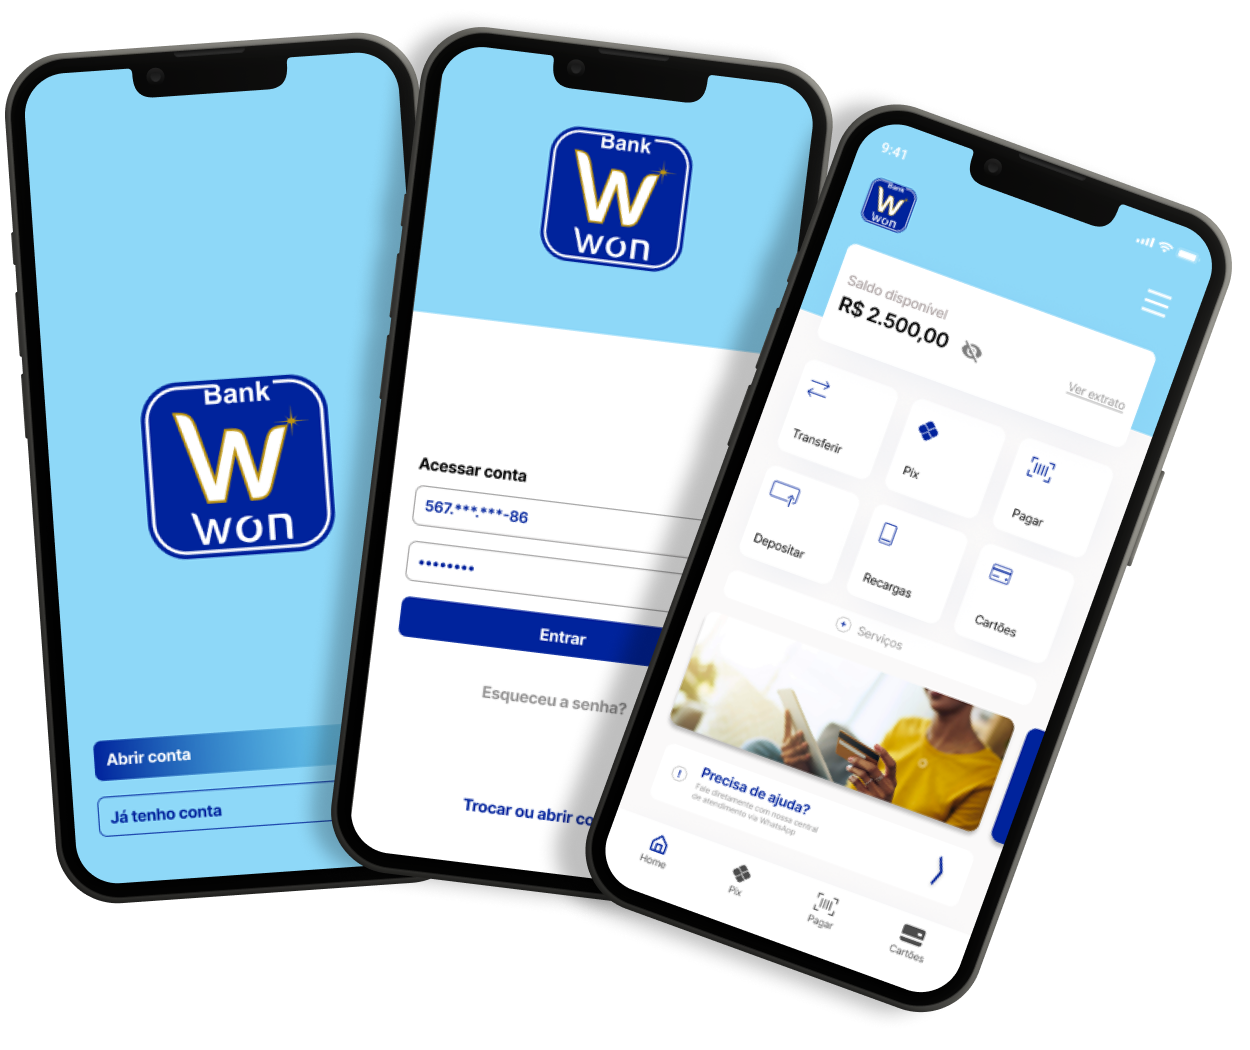 Bank
W
won
Abrir conta
Já tenho conta
Bank
W
won
Acessar conta
567.***.***-86
••••••••
Entrar
Esqueceu a senha?
Trocar ou abrir co
9:41
Bank
W
won
Saldo disponível
R$ 2.500,00
Ver extrato
Transferir
Pix
Pagar
Depositar
Recargas
Cartões
Serviços
Precisa de ajuda?
Fale diretamente com nossa central
de atendimento via WhatsApp
Home
Pix
Pagar
Cartões